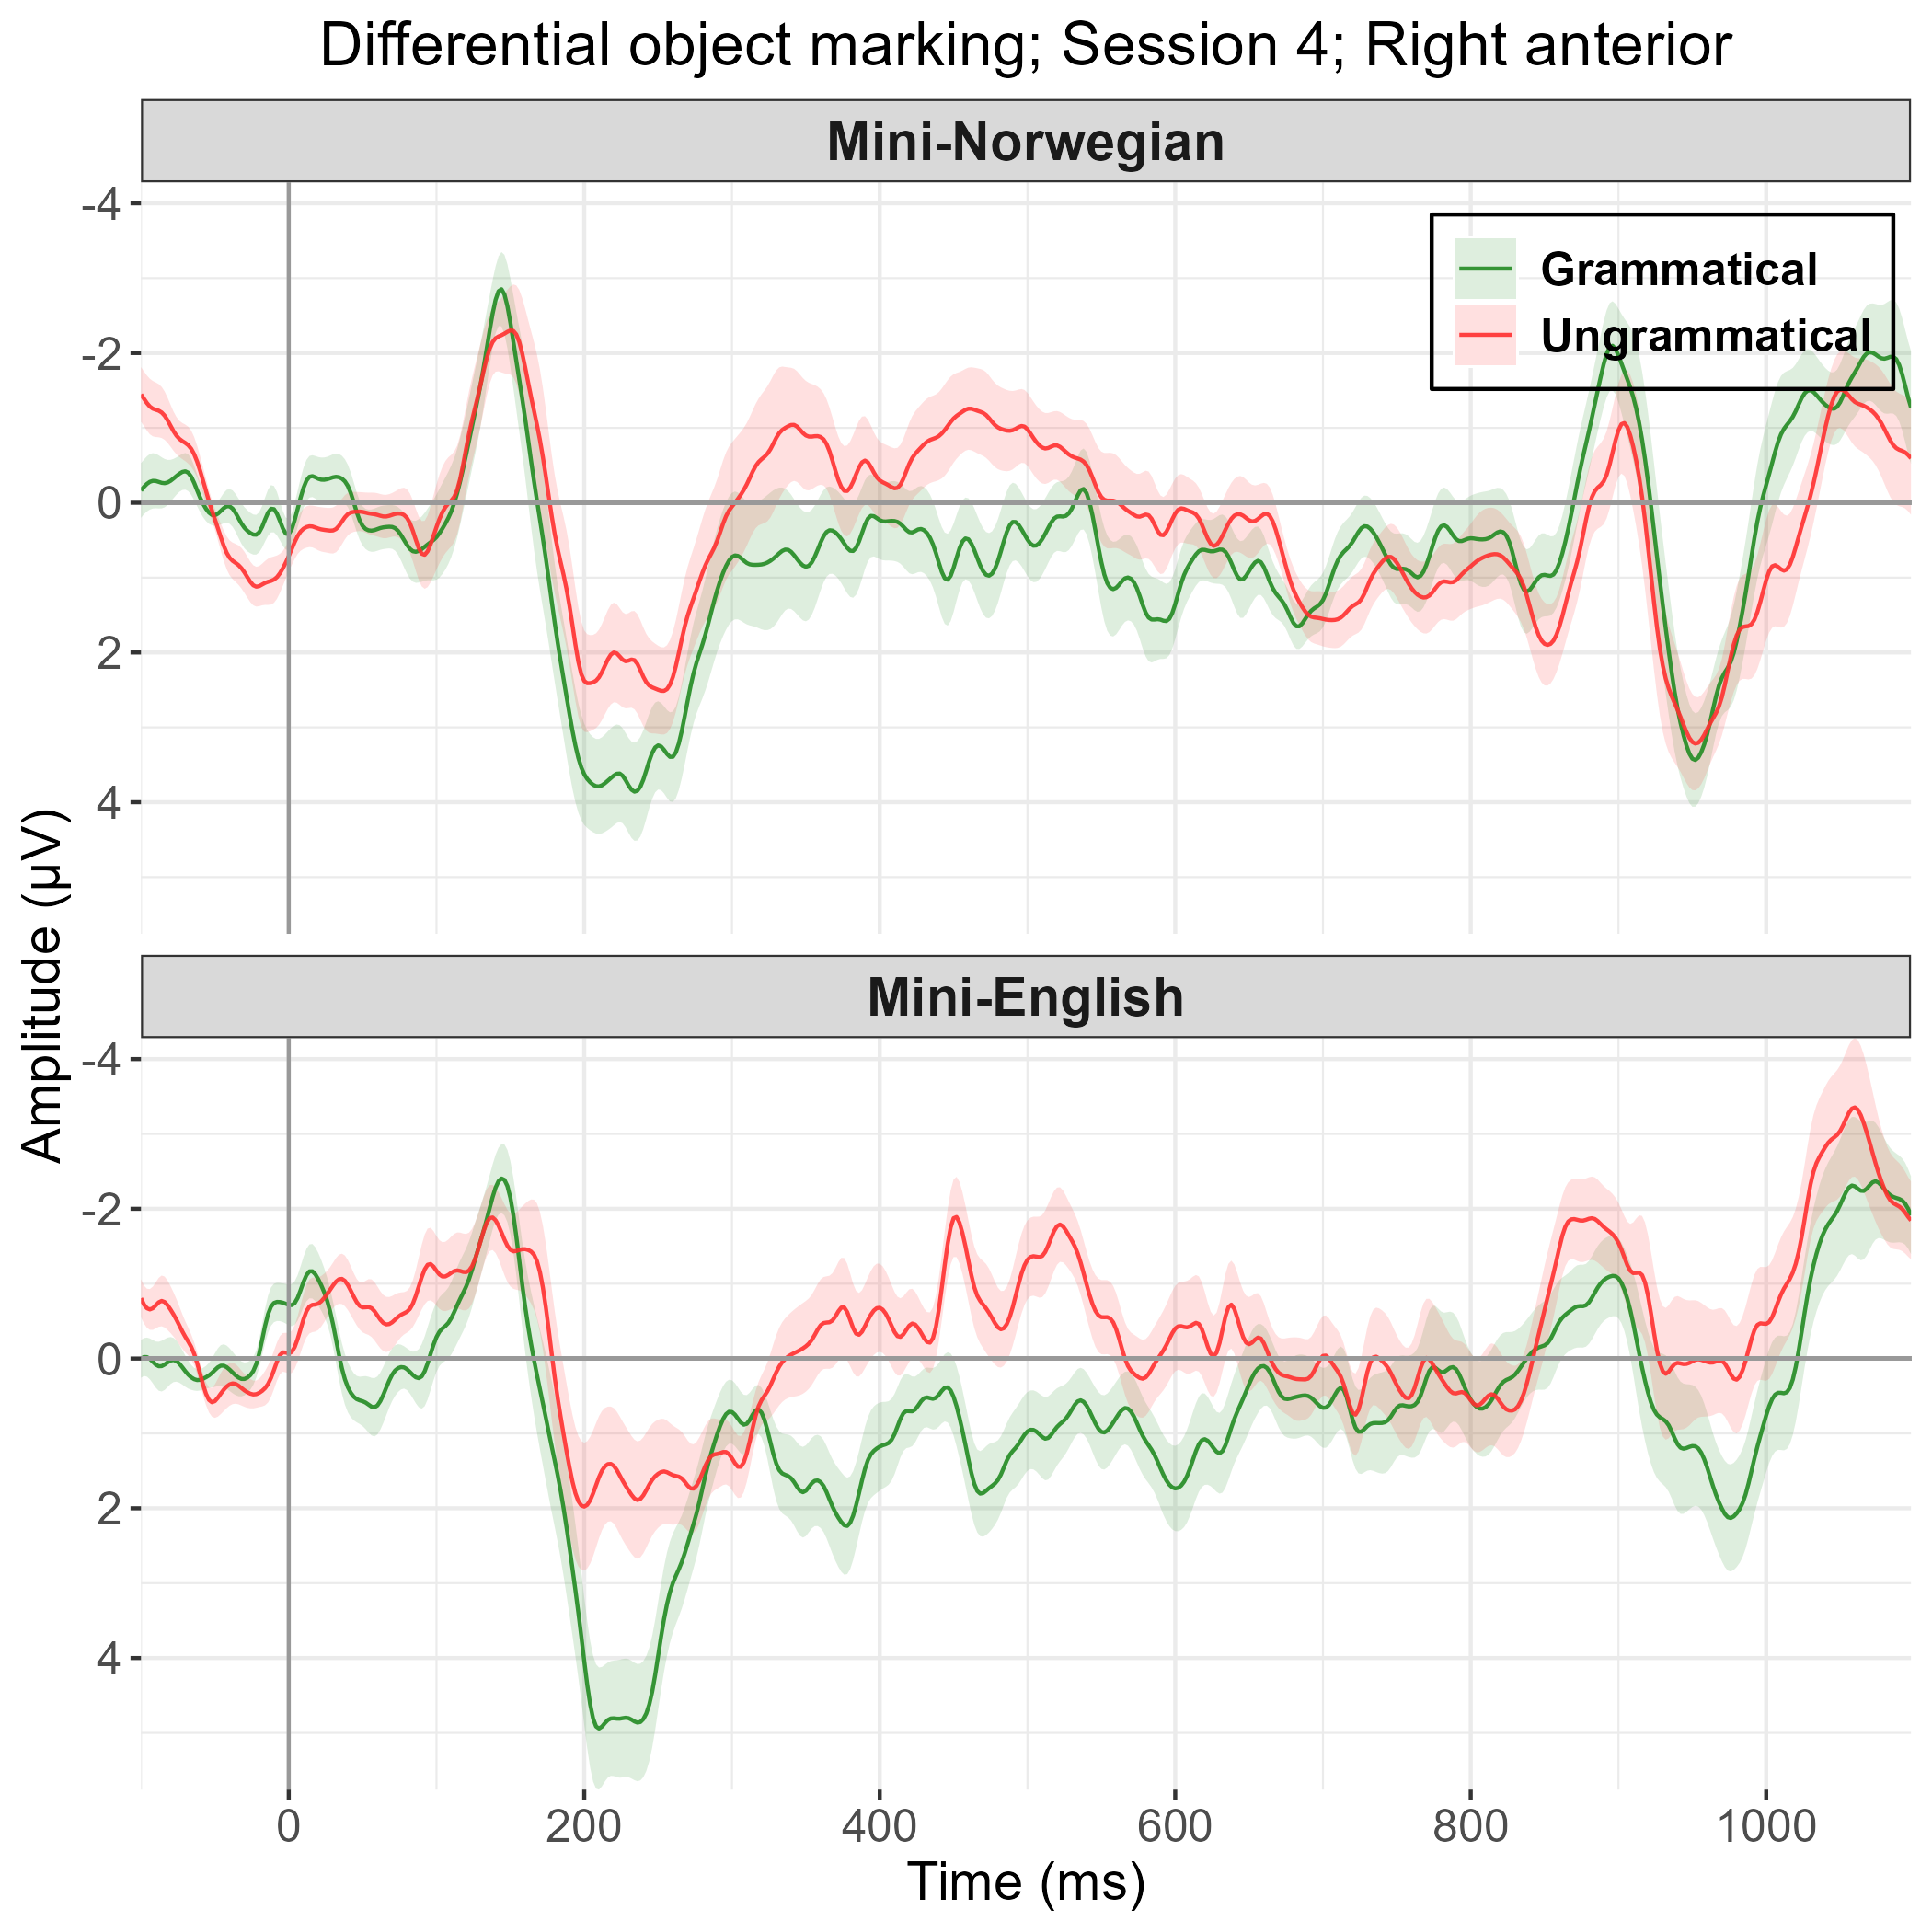 Differential object marking; Session 4; Right anterior
Mini-Norwegian
Grammatical
Ungrammatical
-4
-2
0
2
4
Amplitude (μV)
Mini-English
-4
-2
0
2
4
0 200 400 600 800 1000
Time (ms)